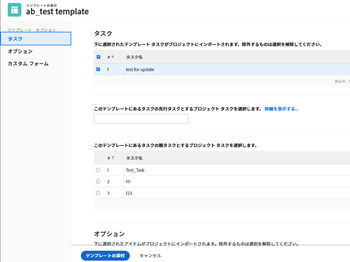 テンプレートの添付
ab_test template
テンプレート オプション
タスク
オプション
カスタム フォーム
タスク
下に選択されたテンプレート タスクがプロジェクトにインポートされます。除外するものは選択を解除してください。
# ↑ タスク名
1 test for update
表示中 -
このテンプレートにあるタスクの先行タスクとするプロジェクト タスクを選択します。 詳細を表示する...
このテンプレートにあるタスクの親タスクとするプロジェクト タスクを選択します。
# ↑ タスク名
1 Test_Task
2 111
3 123
オプション
下に選択されたアイテムがプロジェクトにインポートされます。除外するものは選択を解除してください。
テンプレートの添付 キャンセル